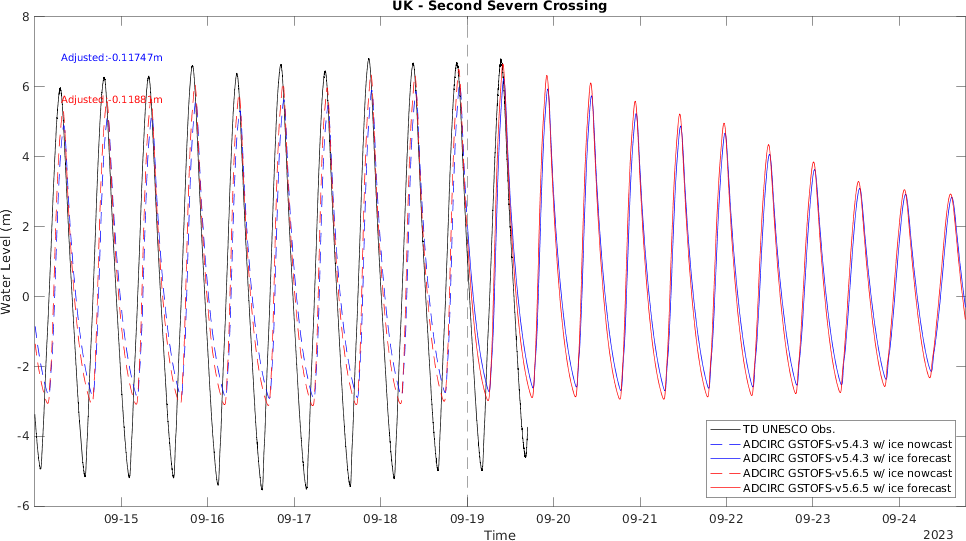 UK - Second Severn Crossing
8
6
4
2
0
-2
-4
-6
Water Level (m)
Adjusted:-0.11747m
Adjusted:-0.11881m
TD UNESCO Obs.
ADCIRC GSTOFS-v5.4.3 w/ ice nowcast
ADCIRC GSTOFS-v5.4.3 w/ ice forecast
ADCIRC GSTOFS-v5.6.5 w/ ice nowcast
ADCIRC GSTOFS-v5.6.5 w/ ice forecast
09-15 09-16 09-17 09-18 09-19 09-20 09-21 09-22 09-23 09-24
Time
2023